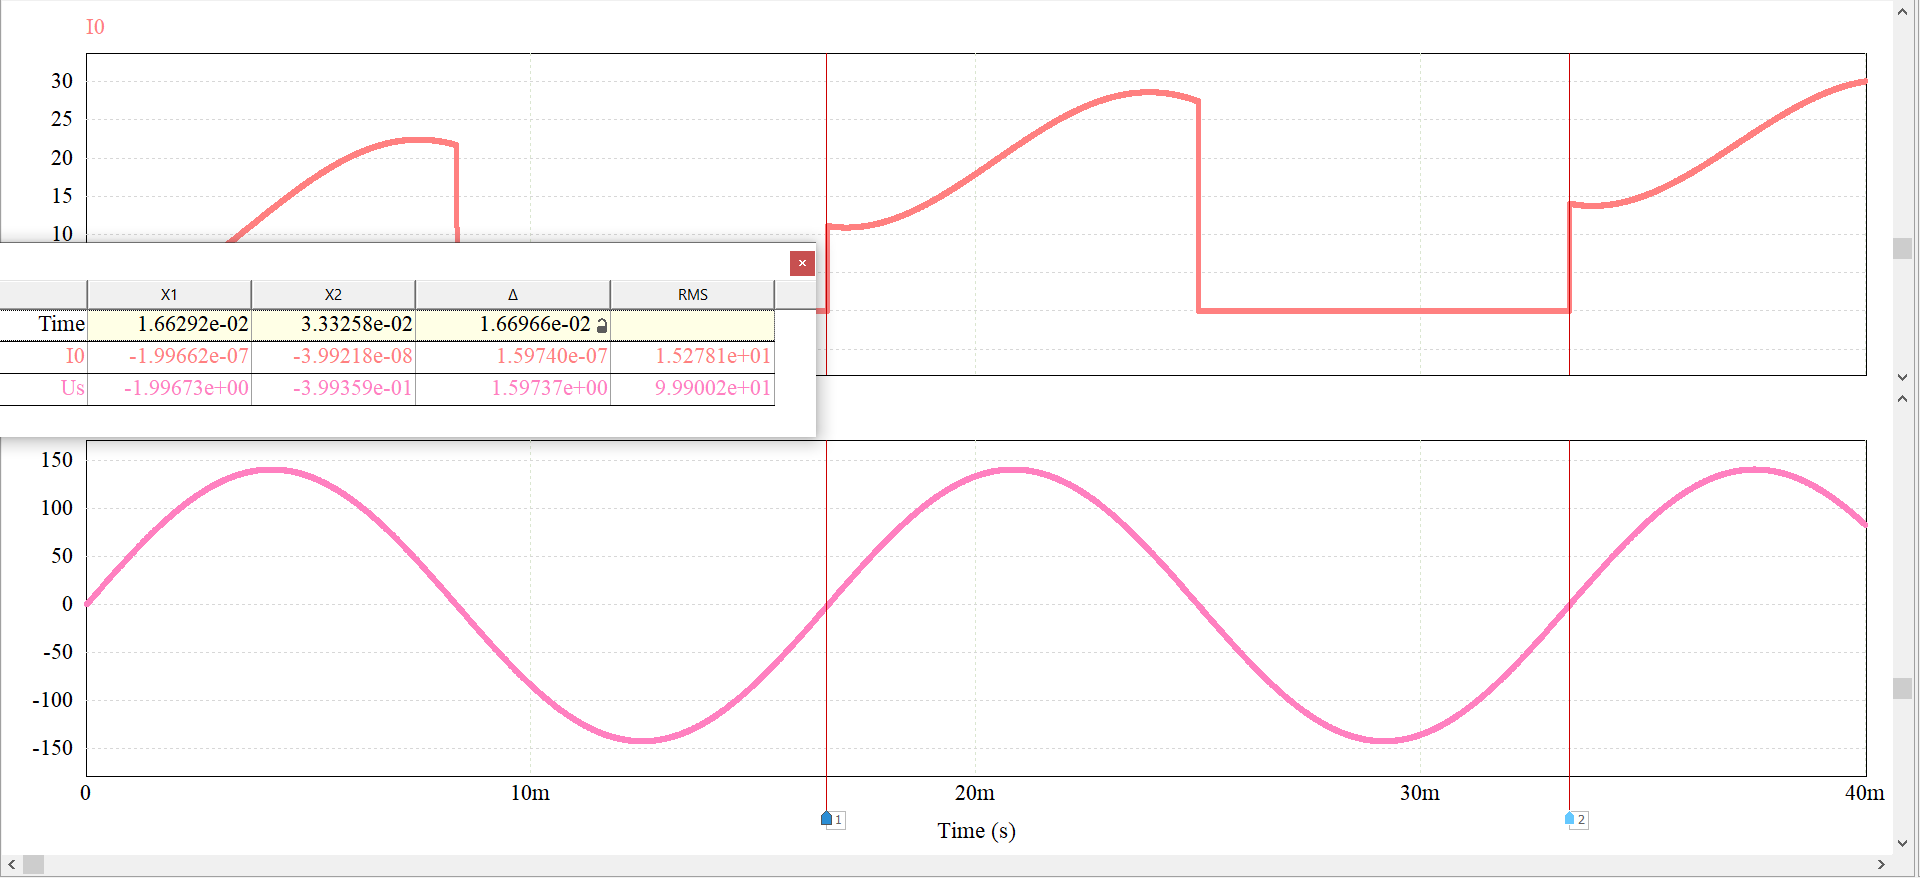 I0
30
25
20
15
10
×
X1 X2 Δ RMS
Time 1.66292e-02 3.33258e-02 1.66966e-02
I0 -1.99662e-07 -3.99218e-08 1.59740e-07 1.52781e+01
Us -1.99673e+00 -3.99359e-01 1.59737e+00 9.99002e+01
150
100
50
0
-50
-100
-150
0 10m 20m 30m 40m
1 2
Time (s)